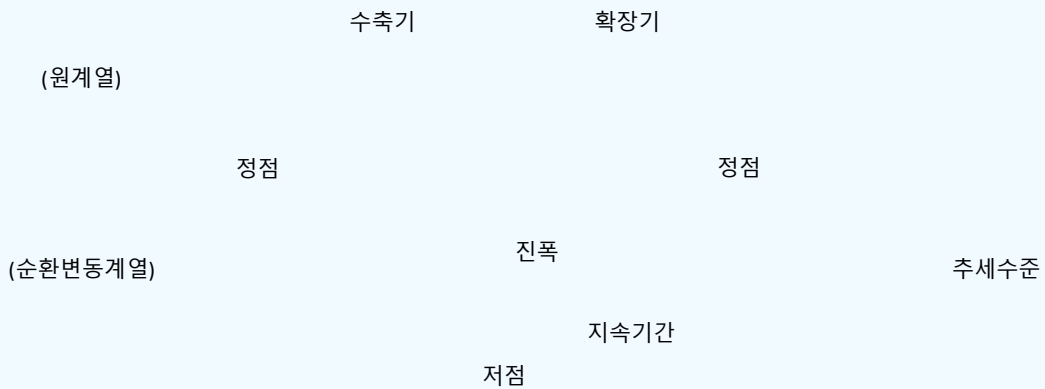 수축기 확장기
(원계열)
정점 정점
진폭
(순환변동계열) 추세수준
지속기간
저점